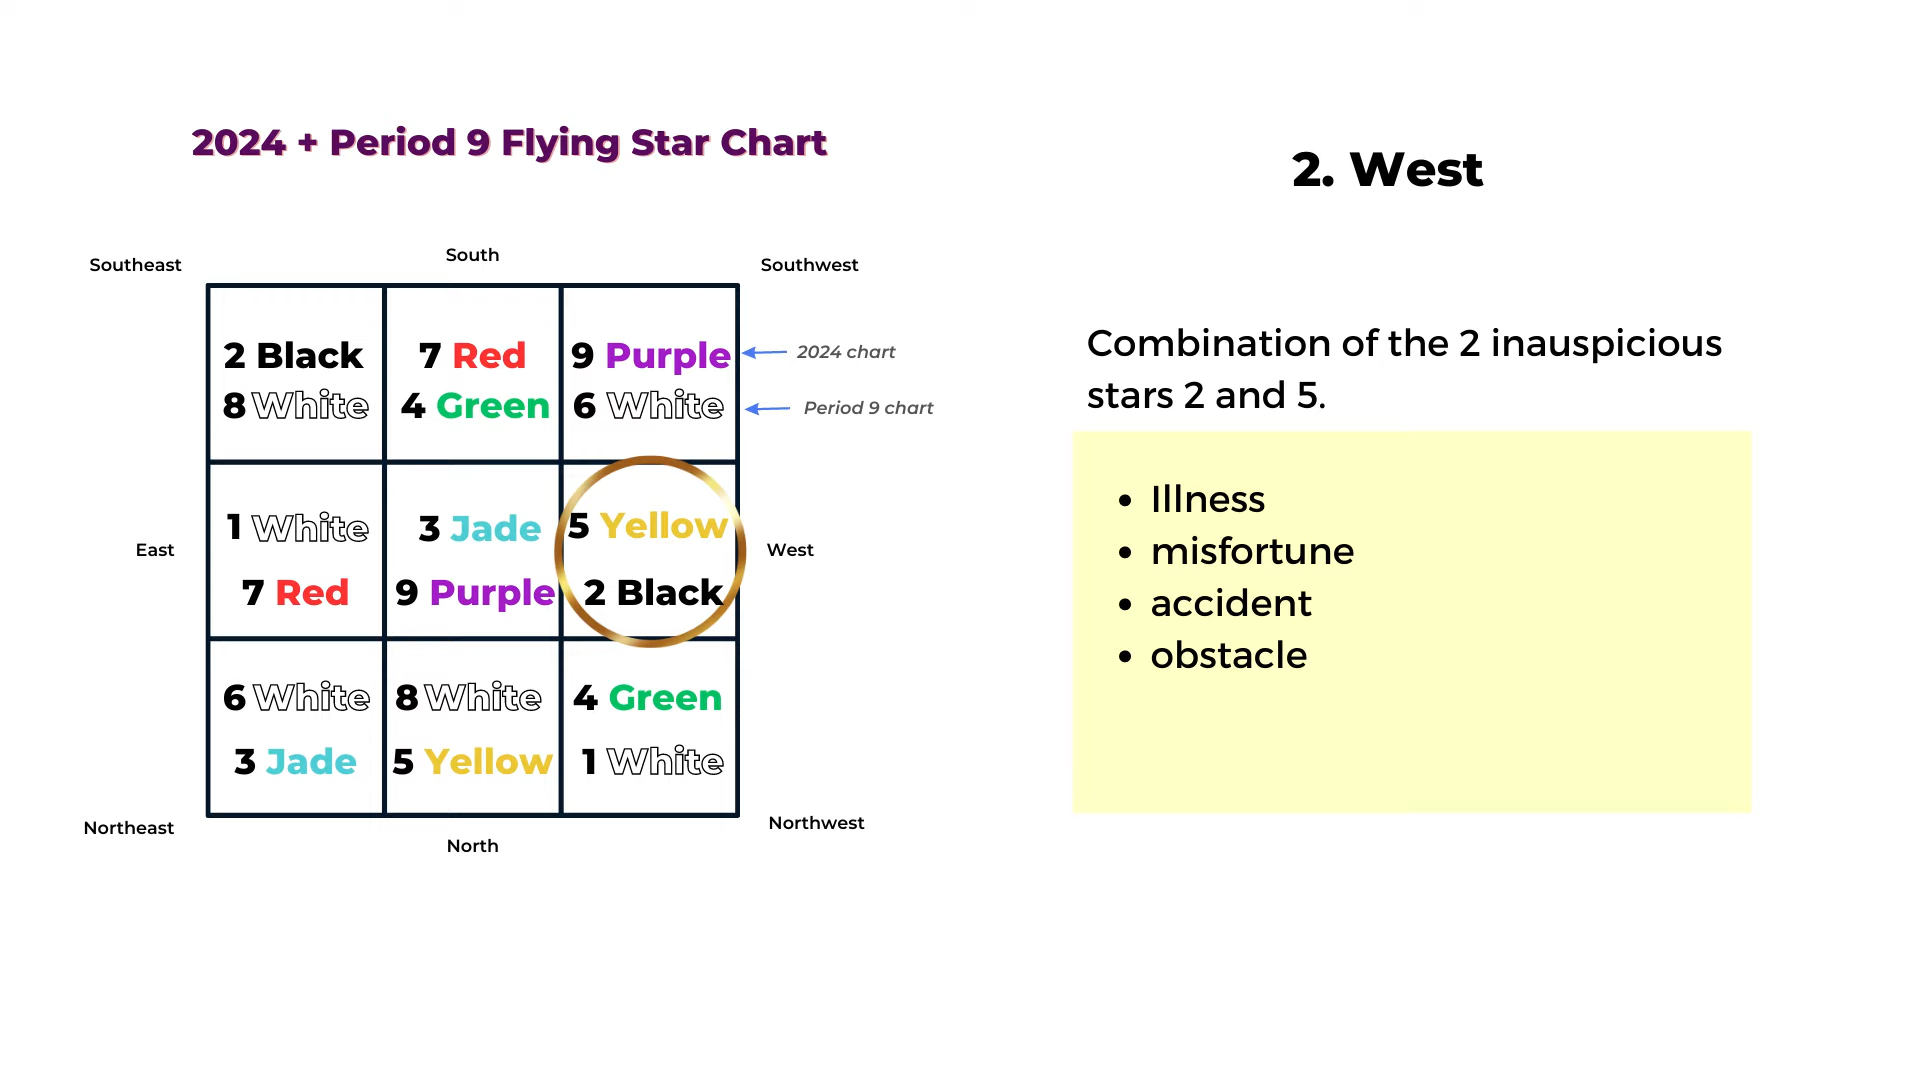 2024 + Period 9 Flying Star Chart
Southeast
South
Southwest
2 Black
7 Red
9 Purple
2024 chart
8 White
4 Green
6 White
Period 9 chart
East
1 White
3 Jade
5 Yellow
West
7 Red
9 Purple
2 Black
6 White
8 White
4 Green
3 Jade
5 Yellow
1 White
Northeast
North
Northwest
2. West
Combination of the 2 inauspicious
stars 2 and 5.
• Illness
• misfortune
• accident
• obstacle